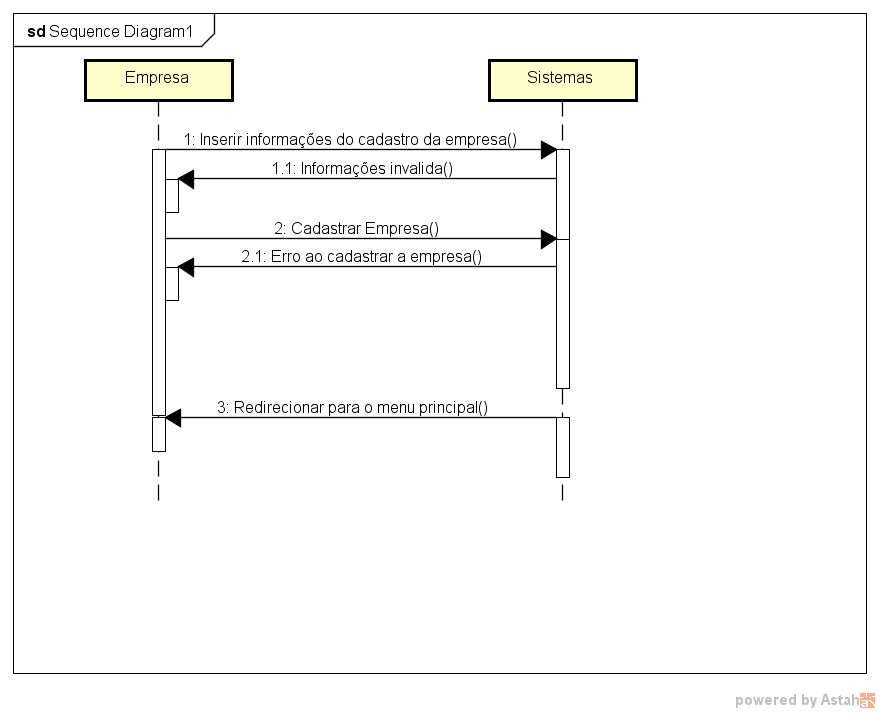 sd Sequence Diagram1
Empresa
Sistemas
1: Inserir informações do cadastro da empresa()
1.1: Informações invalida()
2: Cadastrar Empresa()
2.1: Erro ao cadastrar a empresa()
3: Redirecionar para o menu principal()
powered by Astah